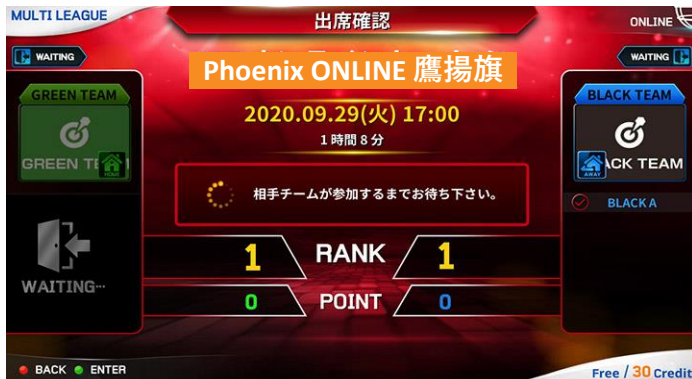 MULTI LEAGUE
出席確認
ONLINE
WAITING
WAITING
Phoenix ONLINE 鷹揚旗
GREEN TEAM
BLACK TEAM
2020.09.29(火) 17:00
1時間8分
GREEN TE
HOME
AWAY
ACK TEAM
相手チームが参加するまでお待ち下さい。
BLACK A
1 RANK 1
WAITING…
0 POINT 0
BACK ENTER
Free / 30 Credit